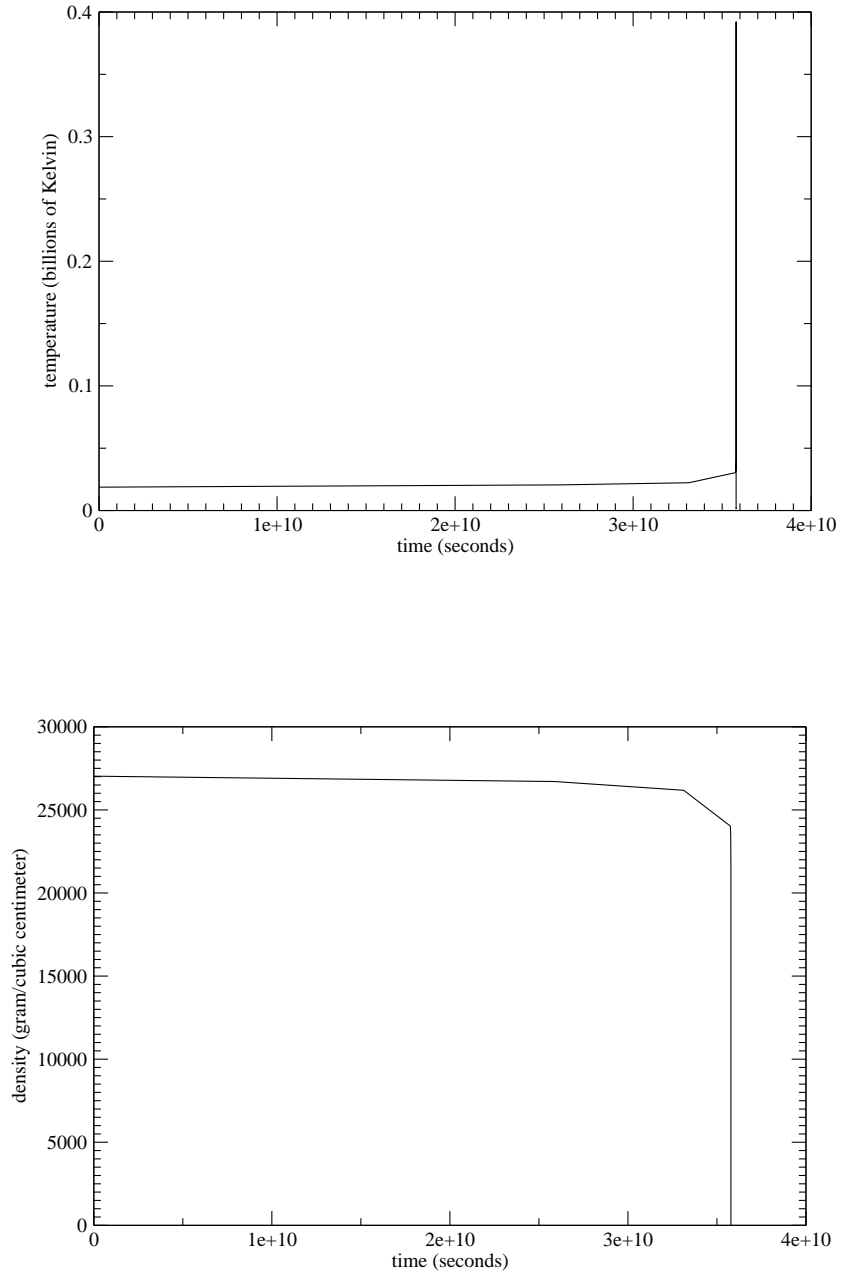 0.4
0.3
0.2
0.1
0
temperature (billions of Kelvin)
0 1e+10 2e+10 3e+10 4e+10
time (seconds)
30000
25000
20000
15000
10000
5000
0
density (gram/cubic centimeter)
0 1e+10 2e+10 3e+10 4e+10
time (seconds)